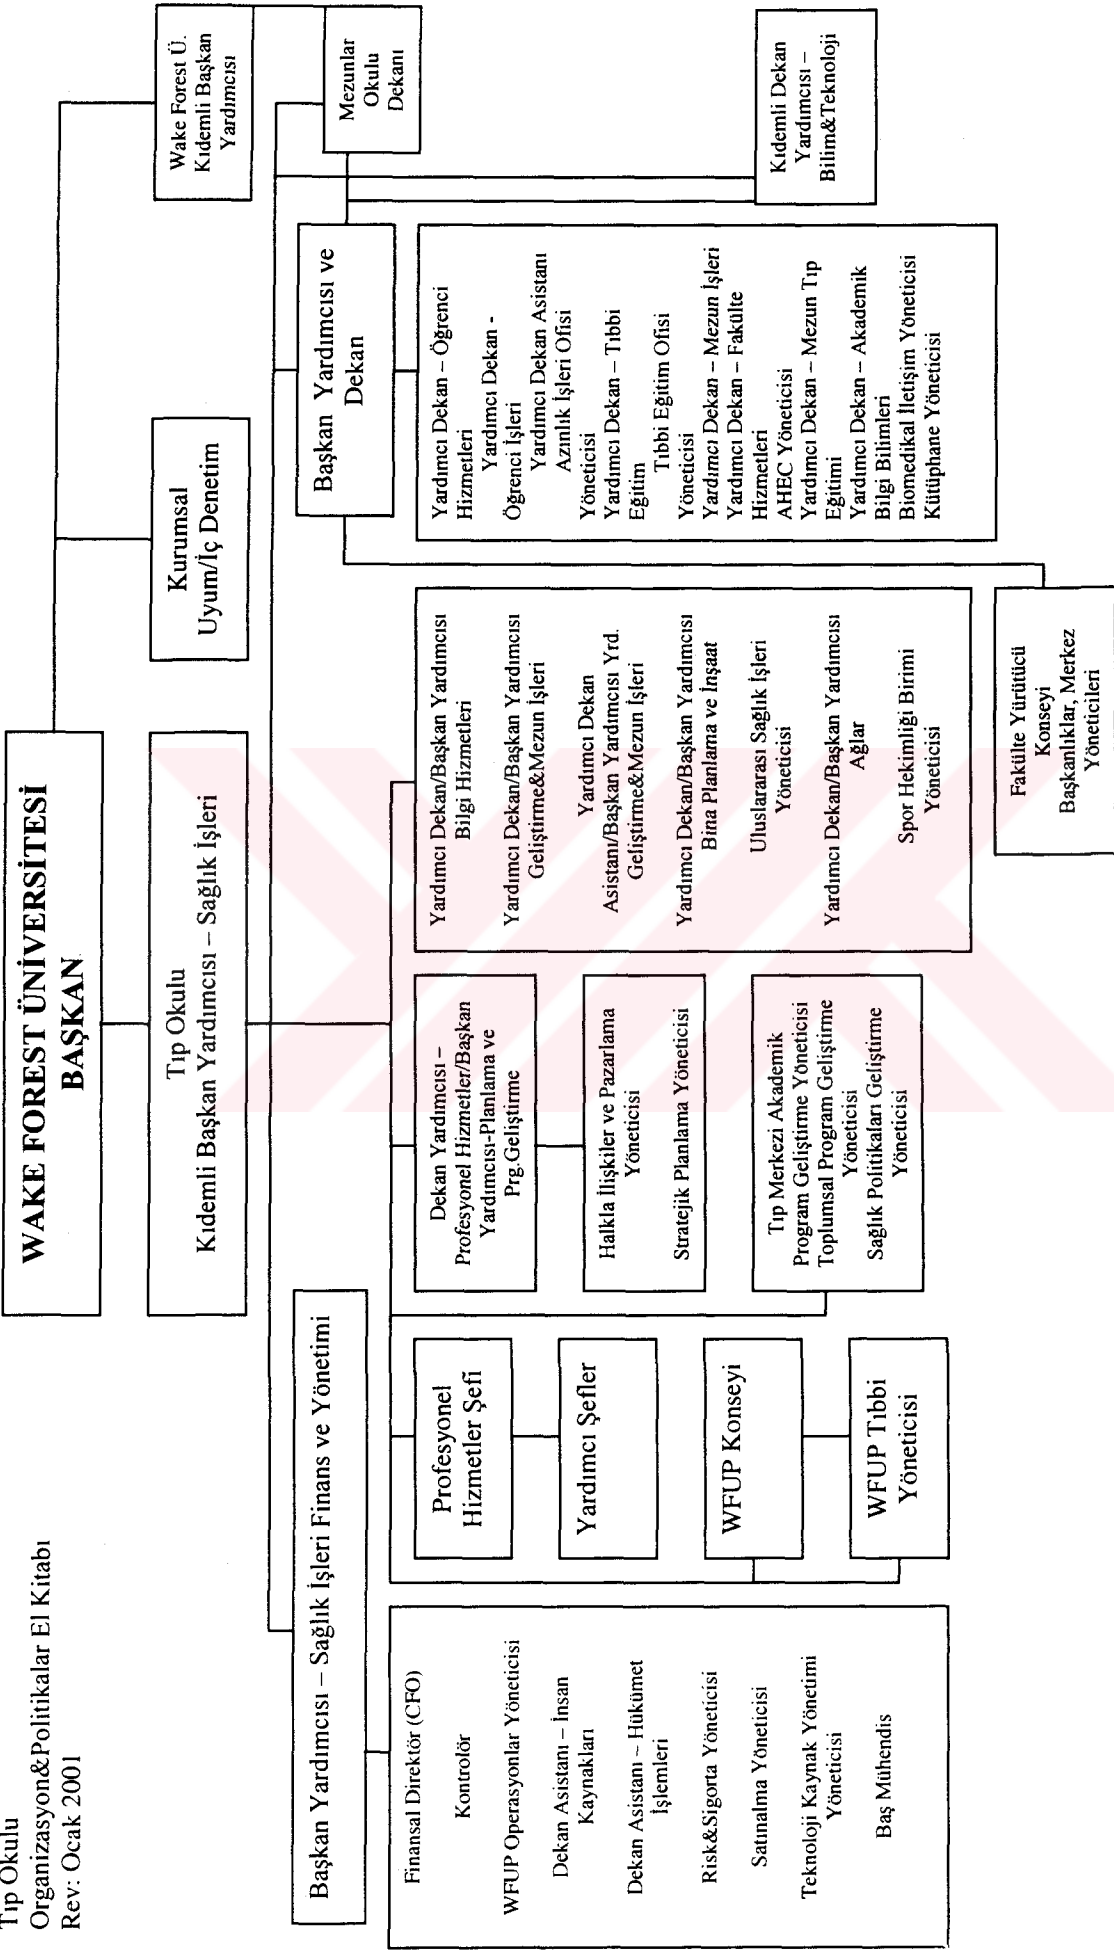 Tıp Okulu
Organizasyon&Politikalar El Kitabı
Rev: Ocak 2001
WAKE FOREST ÜNİVERSİTESİ
BAŞKAN
Wake Forest Ü.
Kıdemli Başkan
Yardımcısı
Kurumsal
Uyum/İç Denetim
Tıp Okulu
Kıdemli Başkan Yardımcısı – Sağlık İşleri
Mezunlar
Okulu
Dekanı
Başkan Yardımcısı – Sağlık İşleri Finans ve Yönetimi
Başkan Yardımcısı ve
Dekan
Kıdemli Dekan
Yardımcısı –
Bilim&Teknoloji
Finansal Direktör (CFO)
Kontrolör
WFUP Operasyonlar Yöneticisi
Dekan Asistanı – İnsan
Kaynakları
Dekan Asistanı – Hükümet
İşlemleri
Risk&Sigorta Yöneticisi
Satınalma Yöneticisi
Teknoloji Kaynak Yönetimi
Yöneticisi
Baş Mühendis
Profesyonel
Hizmetler Şefi
Yardımcı Şefler
WFUP Konseyi
WFUP Tıbbi
Yöneticisi
Dekan Yardımcısı –
Profesyonel Hizmetler/Başkan
Yardımcısı-Planlama ve
Prg.Geliştirme
Halkla İlişkiler ve Pazarlama
Yöneticisi
Stratejik Planlama Yöneticisi
Tıp Merkezi Akademik
Program Geliştirme Yöneticisi
Toplumsal Program Geliştirme
Yöneticisi
Sağlık Politikaları Geliştirme
Yöneticisi
Yardımcı Dekan/Başkan Yardımcısı
Bilgi Hizmetleri
Yardımcı Dekan/Başkan Yardımcısı
Geliştirme&Mezun İşleri
Yardımcı Dekan
Asistanı/Başkan Yardımcısı Yrd.
Geliştirme&Mezun İşleri
Yardımcı Dekan/Başkan Yardımcısı
Bina Planlama ve İnşaat
Uluslararası Sağlık İşleri
Yöneticisi
Yardımcı Dekan/Başkan Yardımcısı
Ağlar
Spor Hekimliği Birimi
Yöneticisi
Yardımcı Dekan – Öğrenci
Hizmetleri
Yardımcı Dekan -
Öğrenci İşleri
Yardımcı Dekan Asistanı
Azınlık İşleri Ofisi
Yöneticisi
Yardımcı Dekan – Tıbbi
Eğitim
Tıbbi Eğitim Ofisi
Yöneticisi
Yardımcı Dekan – Mezun İşleri
Yardımcı Dekan – Fakülte
Hizmetleri
AHEC Yöneticisi
Yardımcı Dekan – Mezun Tıp
Eğitimi
Yardımcı Dekan – Akademik
Bilgi Bilimleri
Biomedikal İletişim Yöneticisi
Kütüphane Yöneticisi
Fakülte Yürütücü
Konseyi
Başkanlıklar, Merkez
Yöneticileri